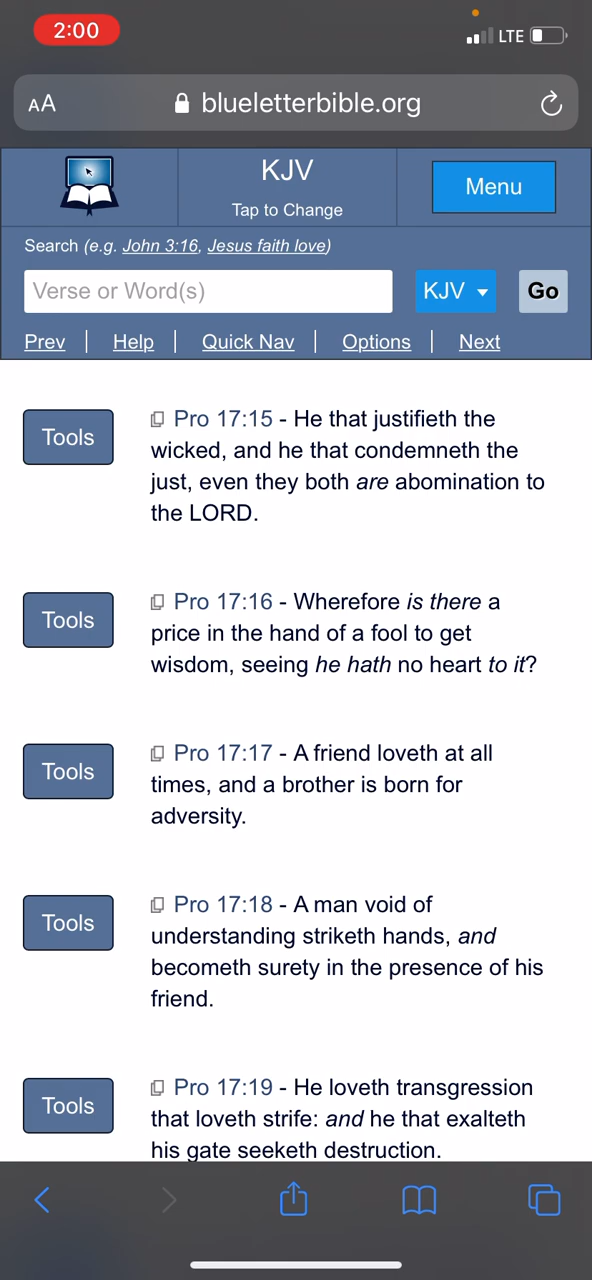 2:00
LTE
AA
blueletterbible.org
KJV
Tap to Change
Menu
Search (e.g. John 3:16, Jesus faith love)
Verse or Word(s)
KJV
Go
Prev | Help | Quick Nav | Options | Next
Tools
Pro 17:15 - He that justifieth the
wicked, and he that condemneth the
just, even they both are abomination to
the LORD.
Tools
Pro 17:16 - Wherefore is there a
price in the hand of a fool to get
wisdom, seeing he hath no heart to it?
Tools
Pro 17:17 - A friend loveth at all
times, and a brother is born for
adversity.
Tools
Pro 17:18 - A man void of
understanding striketh hands, and
becometh surety in the presence of his
friend.
Tools
Pro 17:19 - He loveth transgression
that loveth strife: and he that exalteth
his gate seeketh destruction.